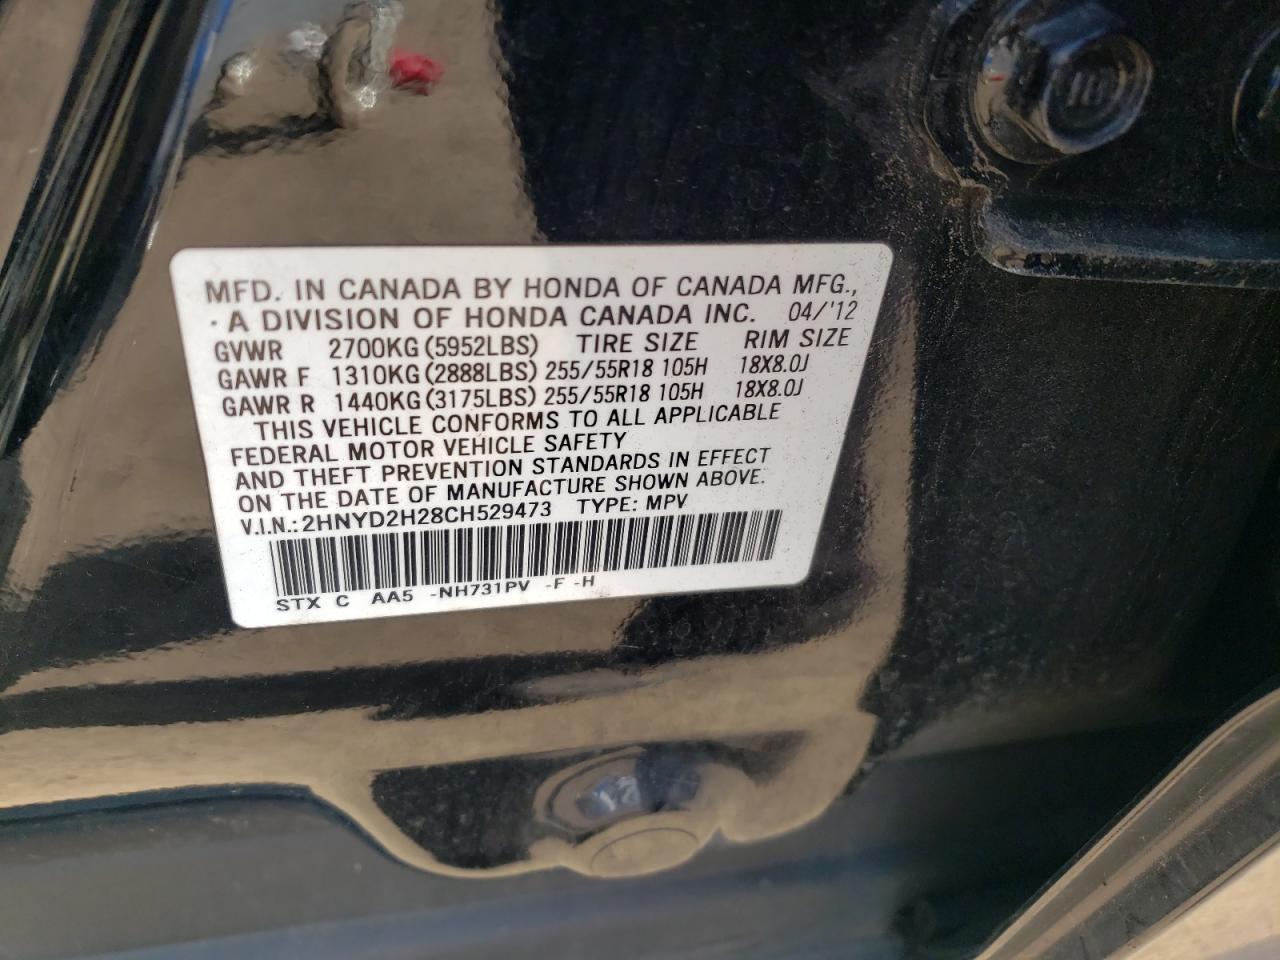 MFD. IN CANADA BY HONDA OF CANADA MFG.,
· A DIVISION OF HONDA CANADA INC. 04/'12
GVWR 2700KG (5952LBS) TIRE SIZE RIM SIZE
GAWR F 1310KG (2888LBS) 255/55R18 105H 18X8.0J
GAWR R 1440KG (3175LBS) 255/55R18 105H 18X8.0J
THIS VEHICLE CONFORMS TO ALL APPLICABLE
FEDERAL MOTOR VEHICLE SAFETY
AND THEFT PREVENTION STANDARDS IN EFFECT
ON THE DATE OF MANUFACTURE SHOWN ABOVE.
V.I.N.: 2HNYD2H28CH529473 TYPE: MPV
STX C AA5 -NH731PV -F -H